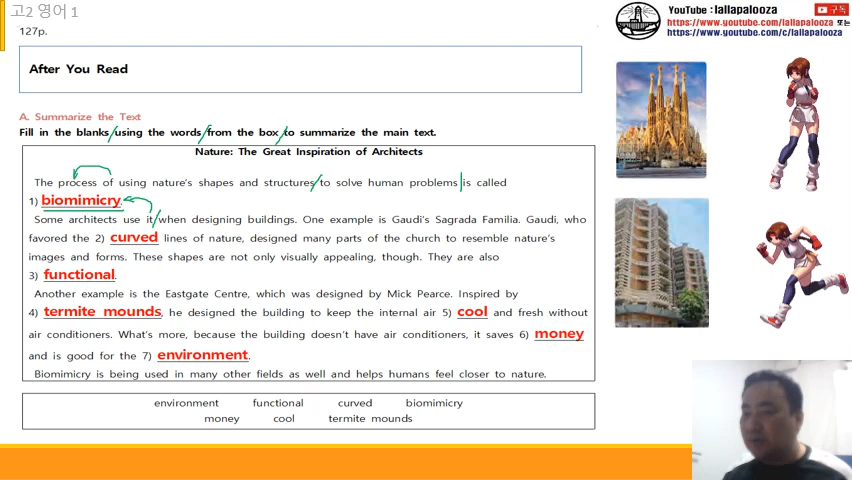 고2 영어 1
127p.
YouTube : lallapalooza 구독
https://www.youtube.com/lallapalooza 또는
https://www.youtube.com/c/lallapalooza
After You Read
A. Summarize the Text
Fill in the blanks using the words from the box to summarize the main text.
Nature: The Great Inspiration of Architects
The process of using nature's shapes and structures to solve human problems is called
1) biomimicry.
Some architects use it when designing buildings. One example is Gaudi's Sagrada Familia. Gaudi, who
favored the 2) curved lines of nature, designed many parts of the church to resemble nature's
images and forms. These shapes are not only visually appealing, though. They are also
3) functional.
Another example is the Eastgate Centre, which was designed by Mick Pearce. Inspired by
4) termite mounds, he designed the building to keep the internal air 5) cool and fresh without
air conditioners. What's more, because the building doesn't have air conditioners, it saves 6) money
and is good for the 7) environment.
Biomimicry is being used in many other fields as well and helps humans feel closer to nature.
environment functional curved biomimicry
money cool termite mounds